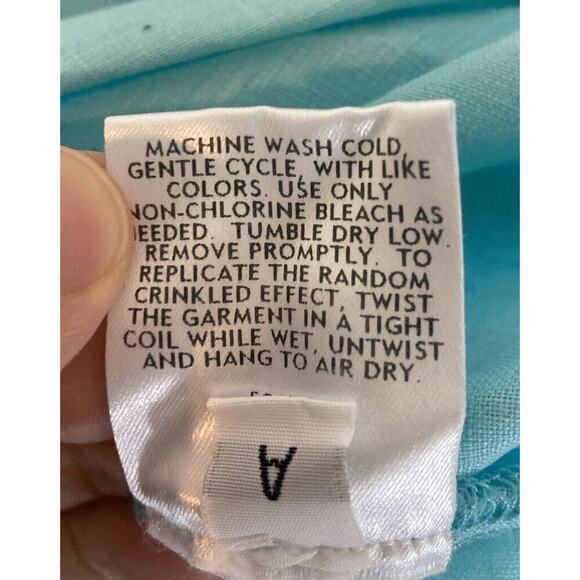 MACHINE WASH COLD,
GENTLE CYCLE, WITH LIKE
COLORS. USE ONLY
NON-CHLORINE BLEACH AS
NEEDED. TUMBLE DRY LOW.
REMOVE PROMPTLY. TO
REPLICATE THE RANDOM
CRINKLED EFFECT, TWIST
THE GARMENT IN A TIGHT
COIL WHILE WET, UNTWIST
AND HANG TO AIR DRY.
A